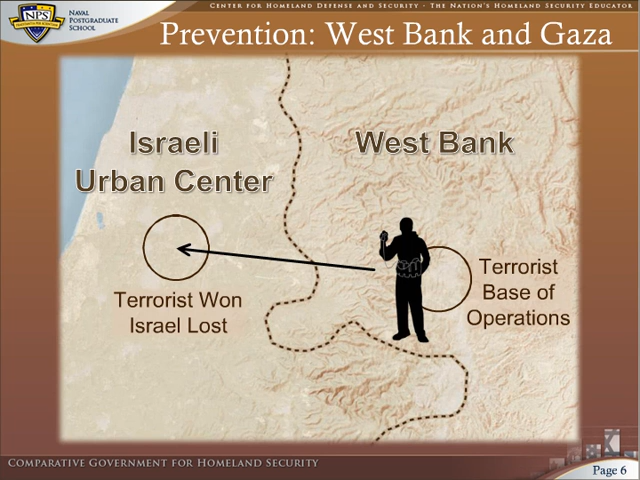 CENTER FOR HOMELAND DEFENSE AND SECURITY - THE NATION'S HOMELAND SECURITY EDUCATOR
NPS
NAVAL
POSTGRADUATE
SCHOOL
Prevention: West Bank and Gaza
Israeli
Urban Center
West Bank
Terrorist Won
Israel Lost
Terrorist
Base of
Operations
COMPARATIVE GOVERNMENT FOR HOMELAND SECURITY
Page 6